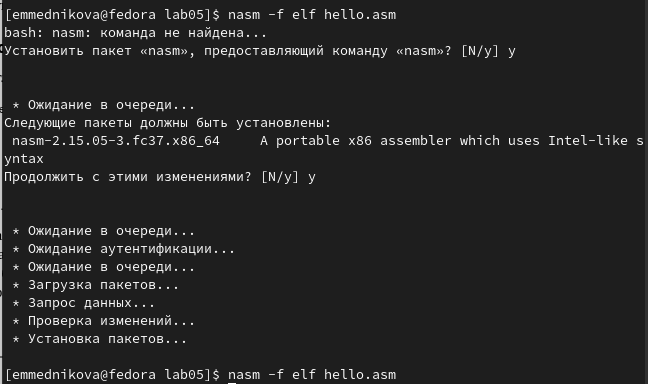 [emmednikova@fedora lab05]$ nasm -f elf hello.asm
bash: nasm: команда не найдена...
Установить пакет «nasm», предоставляющий команду «nasm»? [N/y] y
* Ожидание в очереди...
Следующие пакеты должны быть установлены:
nasm-2.15.05-3.fc37.x86_64     A portable x86 assembler which uses Intel-like s
yntax
Продолжить с этими изменениями? [N/y] y
* Ожидание в очереди...
* Ожидание аутентификации...
* Ожидание в очереди...
* Загрузка пакетов...
* Запрос данных...
* Проверка изменений...
* Установка пакетов...
[emmednikova@fedora lab05]$ nasm -f elf hello.asm